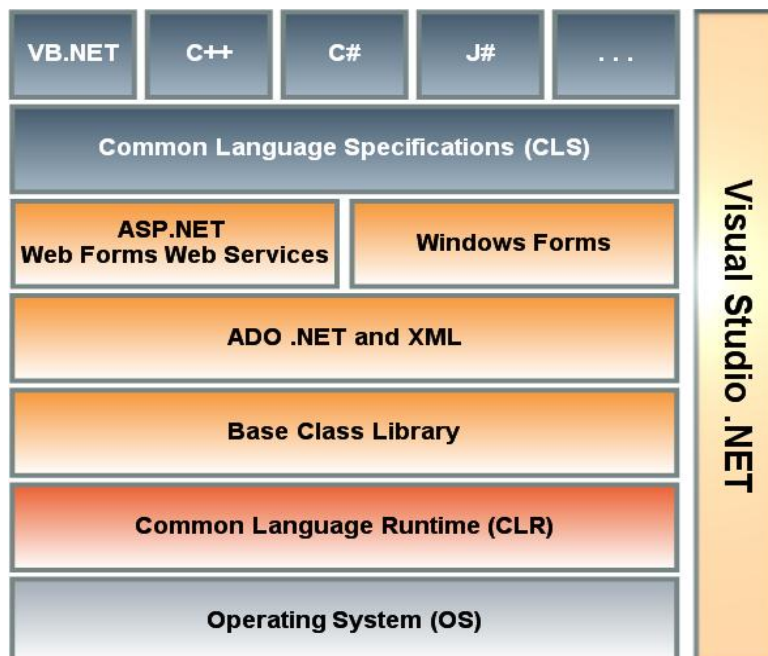 VB.NET
C++
C#
J#
. . .
Common Language Specifications (CLS)
ASP.NET
Web Forms Web Services
Windows Forms
ADO .NET and XML
Base Class Library
Common Language Runtime (CLR)
Operating System (OS)
Visual Studio .NET